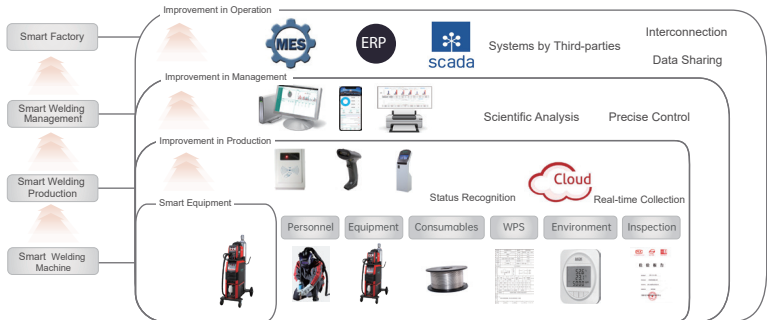 Improvement in Operation
Smart Factory
MES
ERP
scada
Systems by Third-parties
Interconnection
Data Sharing
Improvement in Management
Smart Welding
Management
Scientific Analysis
Precise Control
Improvement in Production
Smart Welding
Production
Cloud
Status Recognition
Real-time Collection
Smart Equipment
Personnel
Equipment
Consumables
WPS
Environment
Inspection
Smart Welding
Machine